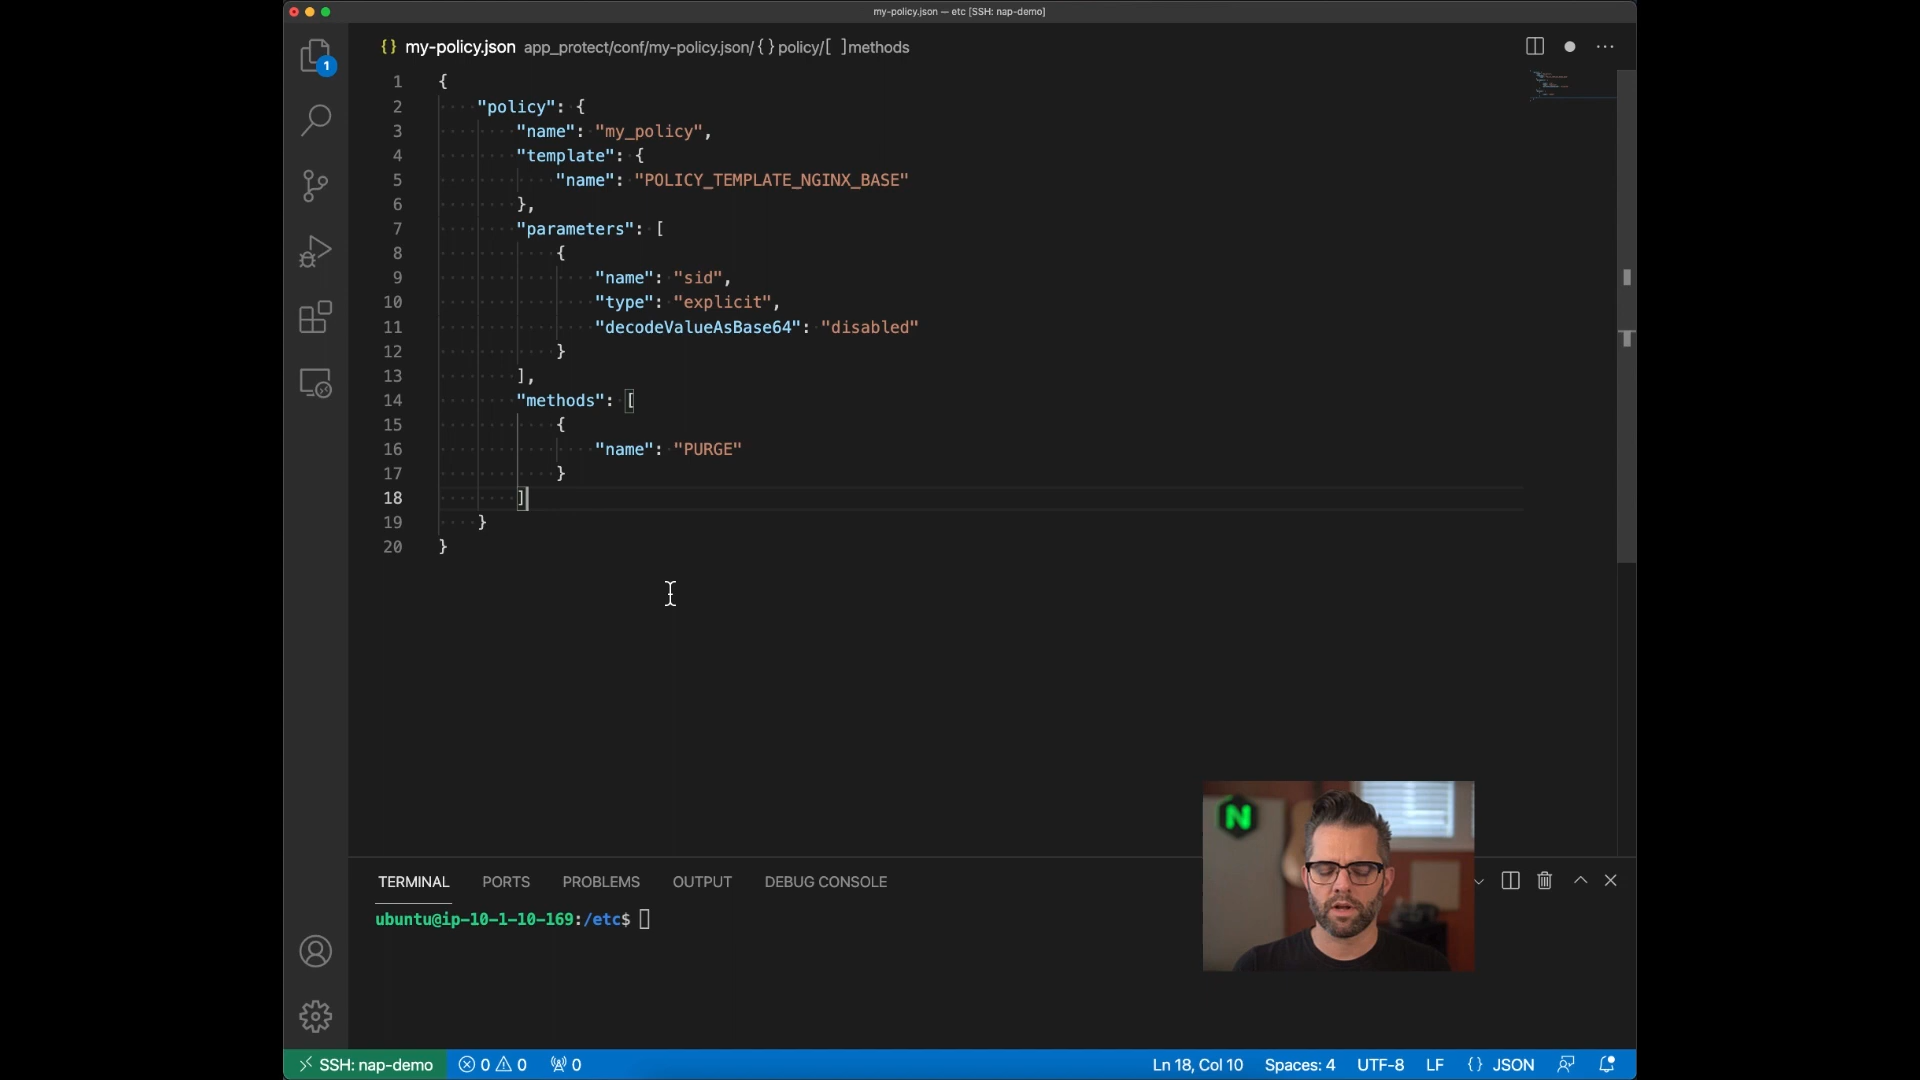 my-policy.json — etc [SSH: nap-demo]
{} my-policy.json app_protect/conf/my-policy.json/ {} policy/[ ]methods
1
1 {
2 "policy": {
3 "name": "my_policy",
4 "template": {
5 "name": "POLICY_TEMPLATE_NGINX_BASE"
6 },
7 "parameters": [
8 {
9 "name": "sid",
10 "type": "explicit",
11 "decodeValueAsBase64": "disabled"
12 }
13 ],
14 "methods": [
15 {
16 "name": "PURGE"
17 }
18 ]
19 }
20 }
N
TERMINAL PORTS PROBLEMS OUTPUT DEBUG CONSOLE
ubuntu@ip-10-1-10-169:/etc$
SSH: nap-demo 0 0 0 Ln 18, Col 10 Spaces: 4 UTF-8 LF {} JSON